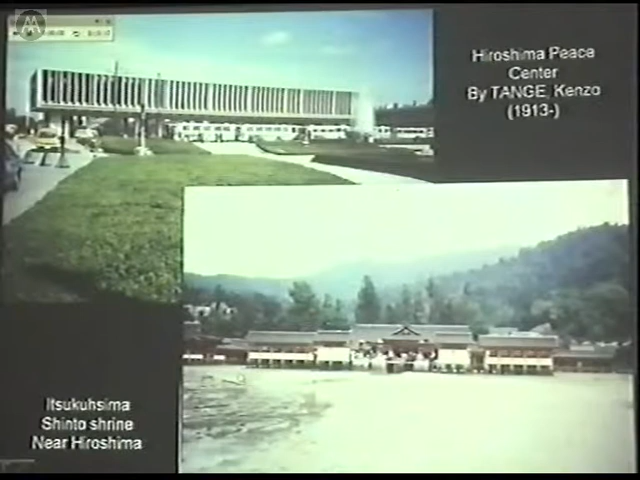 Hiroshima Peace
Center
By TANGE, Kenzo
(1913-)
Itsukuhsima
Shinto shrine
Near Hiroshima